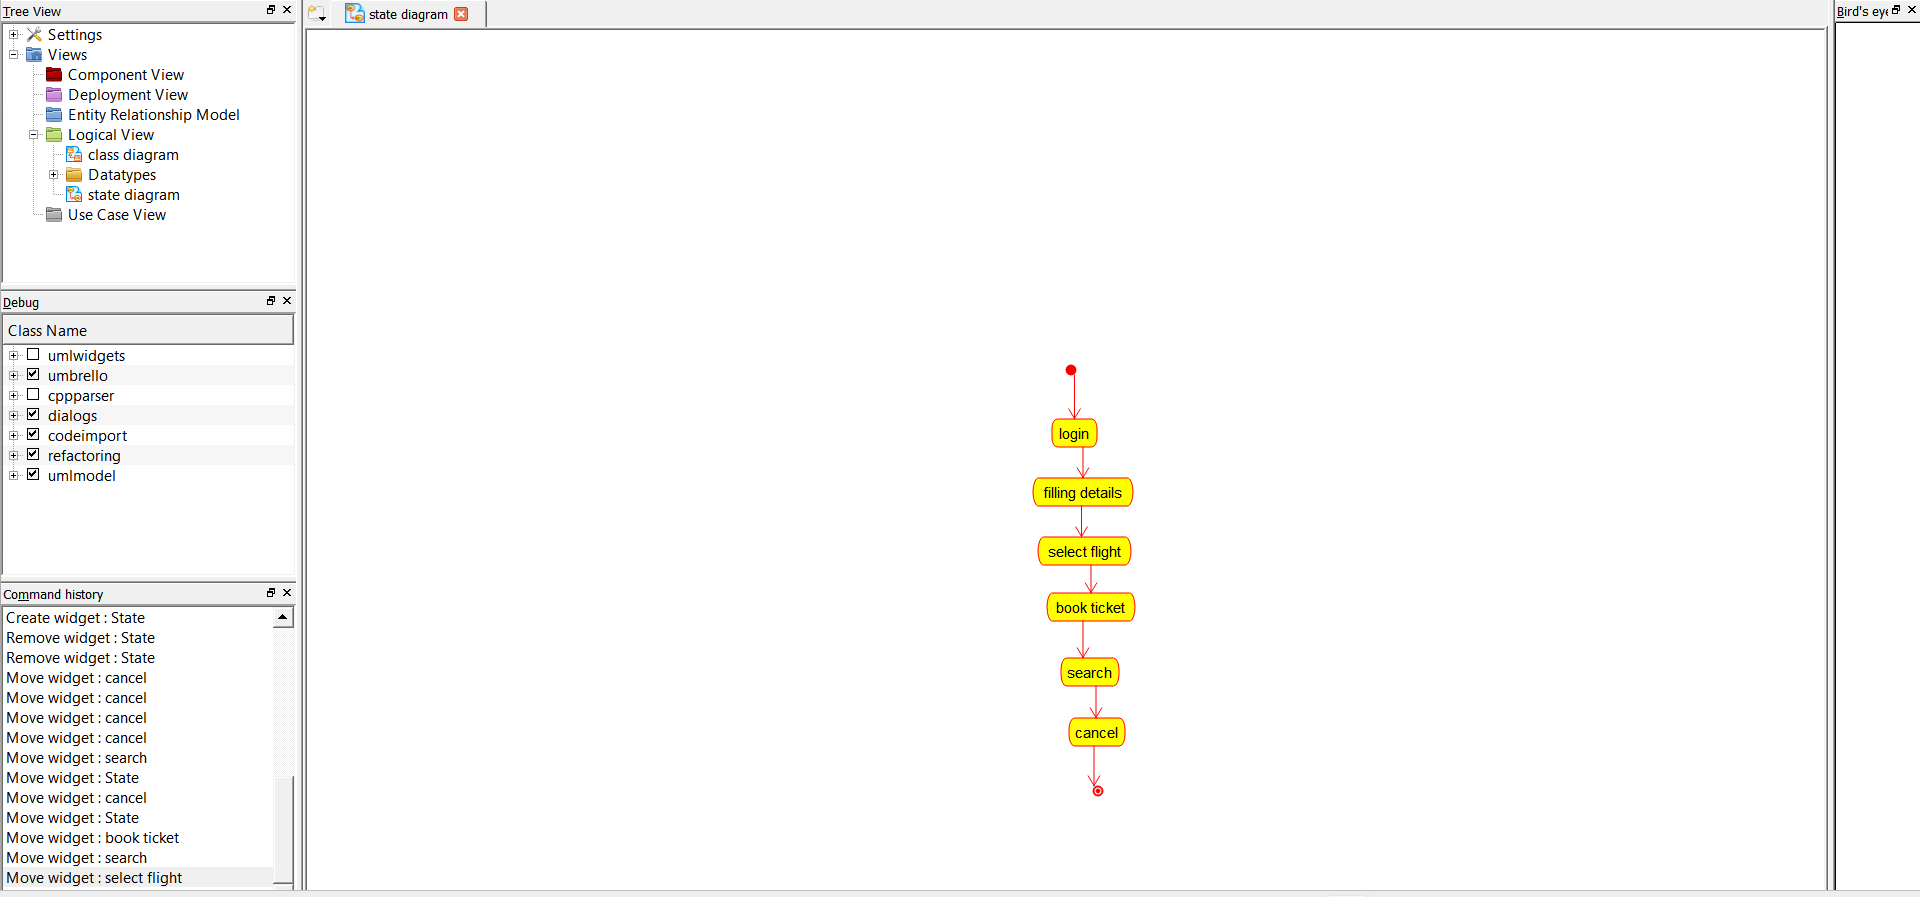 Tree View
Settings
Views
Component View
Deployment View
Entity Relationship Model
Logical View
class diagram
Datatypes
state diagram
Use Case View
Debug
Class Name
umlwidgets
umbrello
cppparser
dialogs
codeimport
refactoring
umlmodel
Command history
Create widget : State
Remove widget : State
Remove widget : State
Move widget : cancel
Move widget : cancel
Move widget : cancel
Move widget : cancel
Move widget : search
Move widget : State
Move widget : cancel
Move widget : State
Move widget : book ticket
Move widget : search
Move widget : select flight
state diagram
login
filling details
select flight
book ticket
search
cancel
Bird's eye